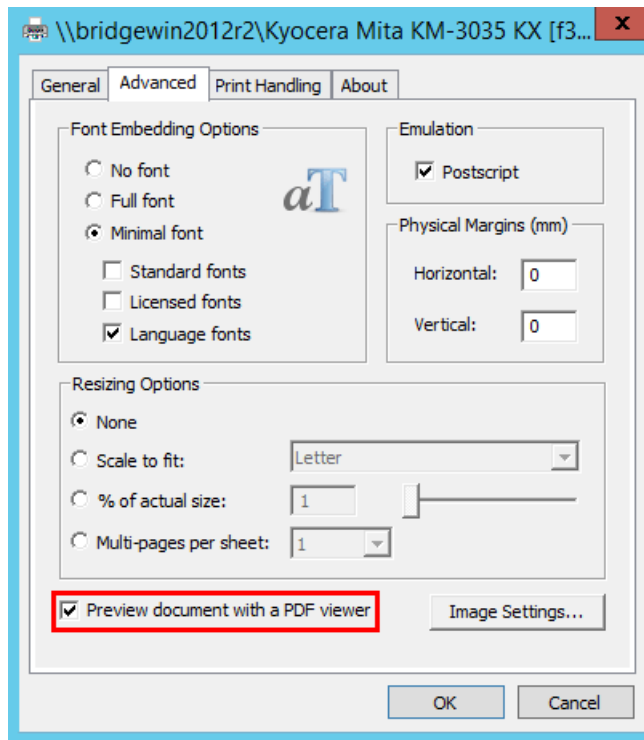 \\bridgewin2012r2\Kyocera Mita KM-3035 KX [f3... x
General Advanced Print Handling About
Font Embedding Options
No font
Full font
Minimal font
Standard fonts
Licensed fonts
Language fonts
aT
Emulation
Postscript
Physical Margins (mm)
Horizontal: 0
Vertical: 0
Resizing Options
None
Scale to fit: Letter
% of actual size: 1
Multi-pages per sheet: 1
Preview document with a PDF viewer
Image Settings...
OK Cancel